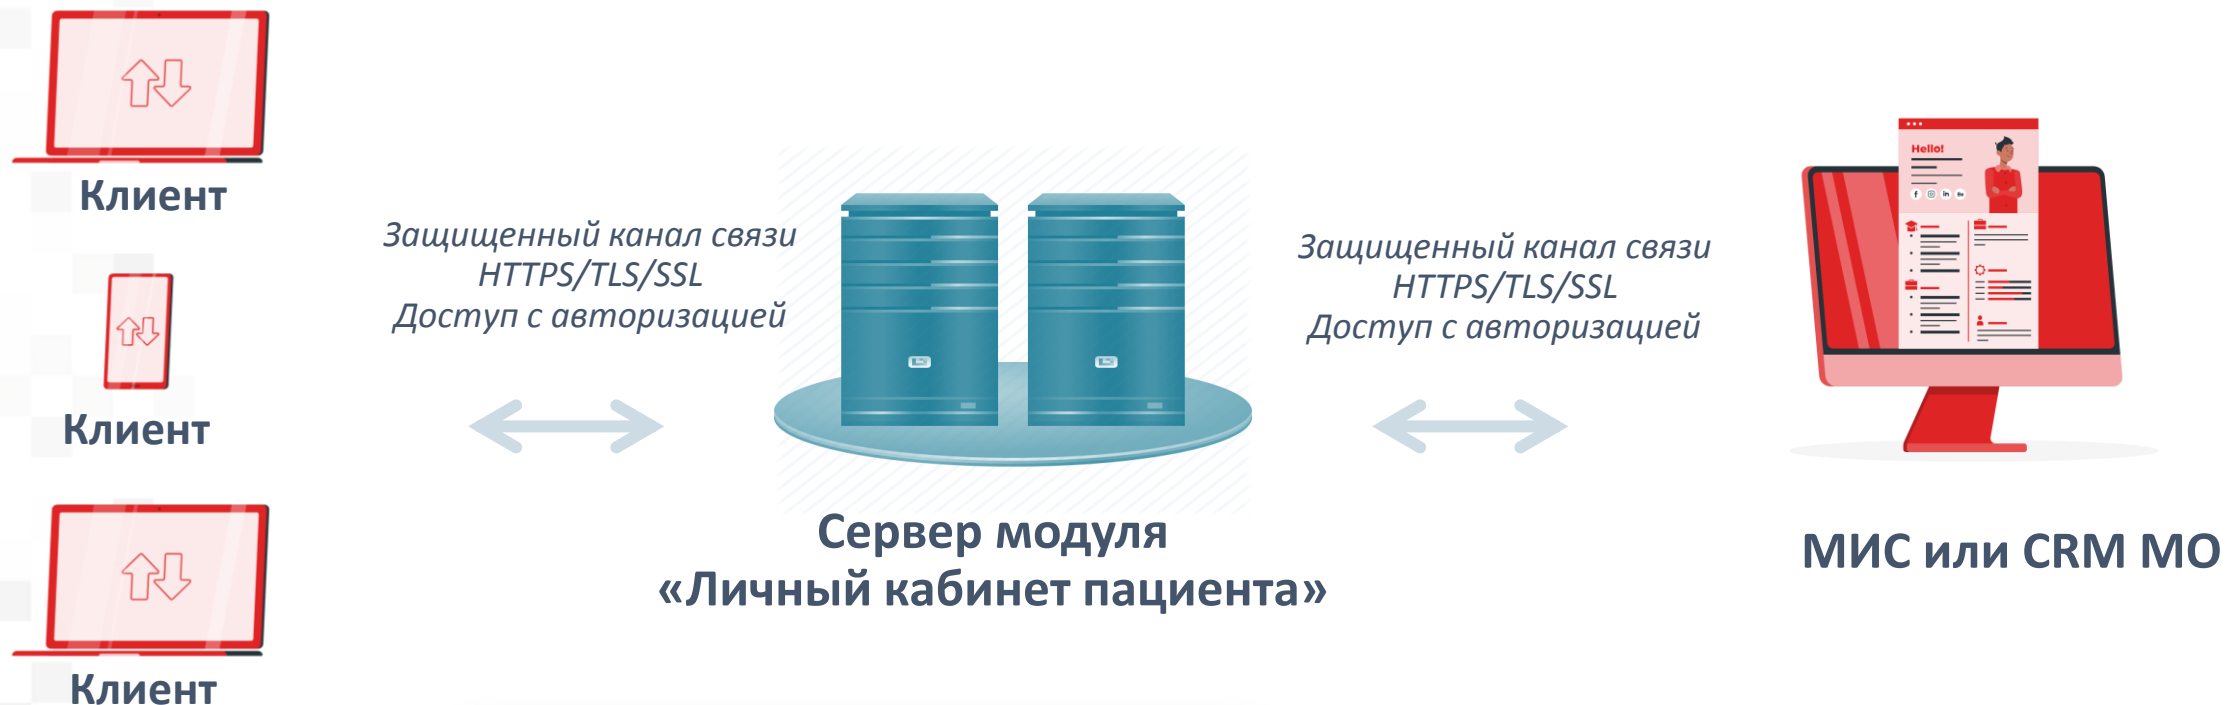 Клиент
Клиент
Клиент
Защищенный канал связи
HTTPS/TLS/SSL
Доступ с авторизацией
Сервер модуля
«Личный кабинет пациента»
Защищенный канал связи
HTTPS/TLS/SSL
Доступ с авторизацией
Hello!
МИС или CRM МО